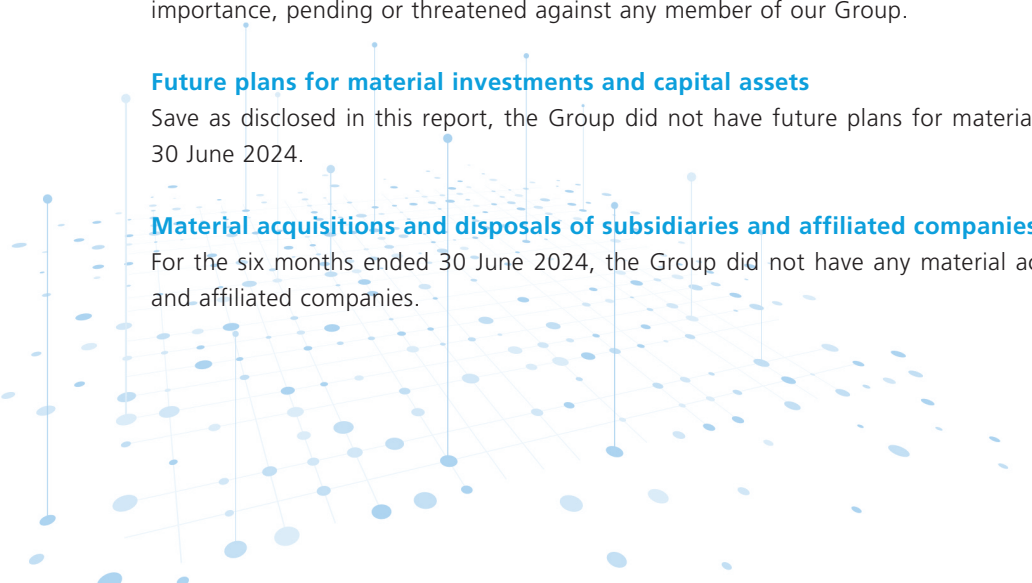 importance, pending or threatened against any member of our Group.
Future plans for material investments and capital assets
Save as disclosed in this report, the Group did not have future plans for materia
30 June 2024.
Material acquisitions and disposals of subsidiaries and affiliated companies
For the six months ended 30 June 2024, the Group did not have any material ac
and affiliated companies.